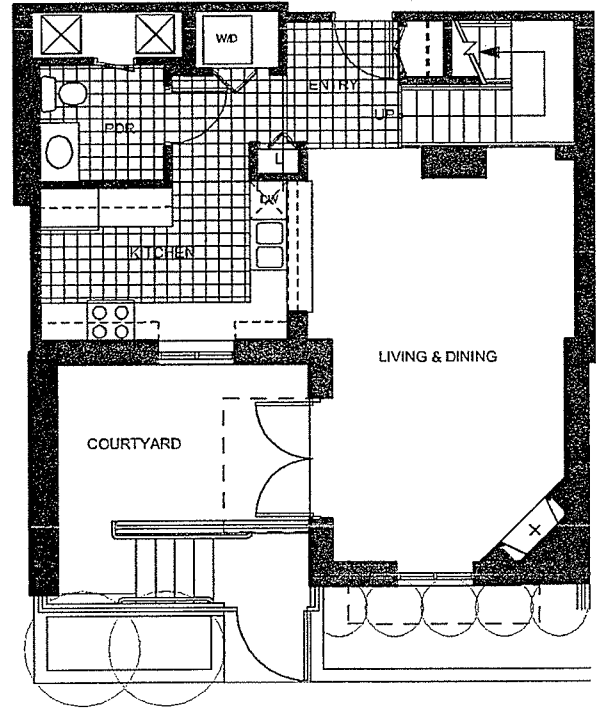 W/D
ENTRY
UP
PDR
L
DW
KITCHEN
LIVING & DINING
COURTYARD